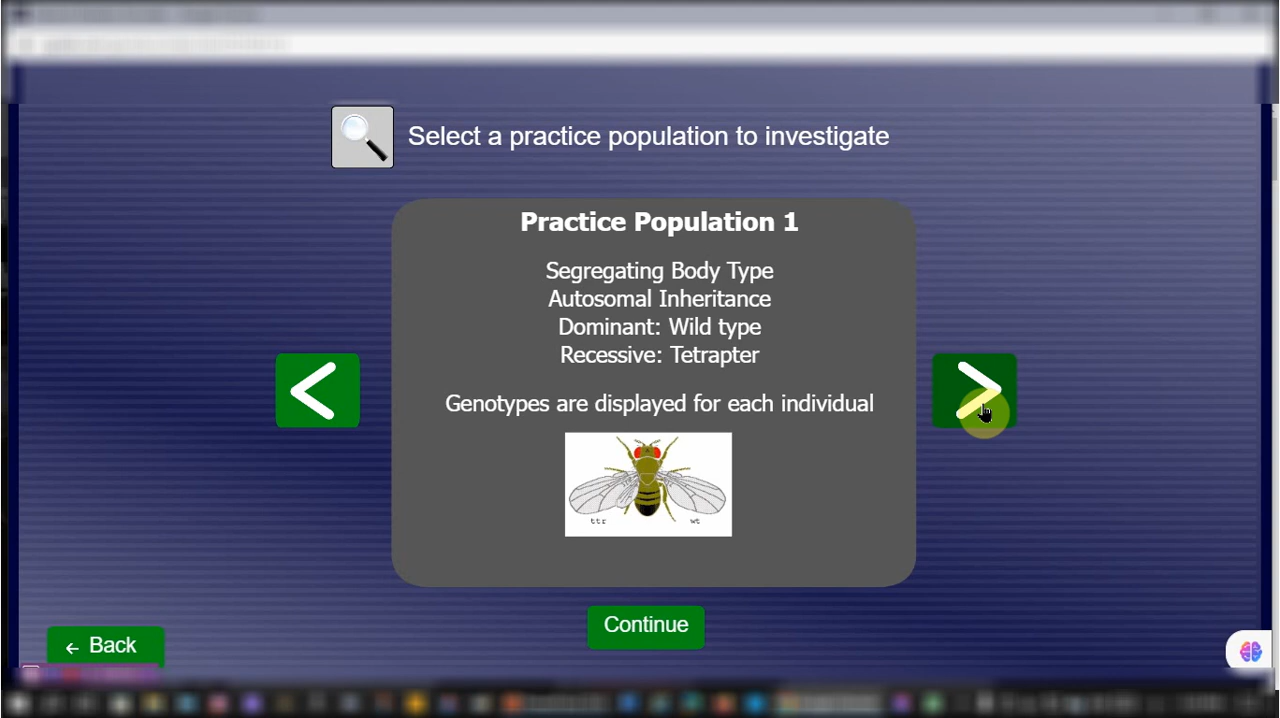 Select a practice population to investigate
Practice Population 1
Segregating Body Type
Autosomal Inheritance
Dominant: Wild type
Recessive: Tetrapter
Genotypes are displayed for each individual
ttr wt
Continue
← Back